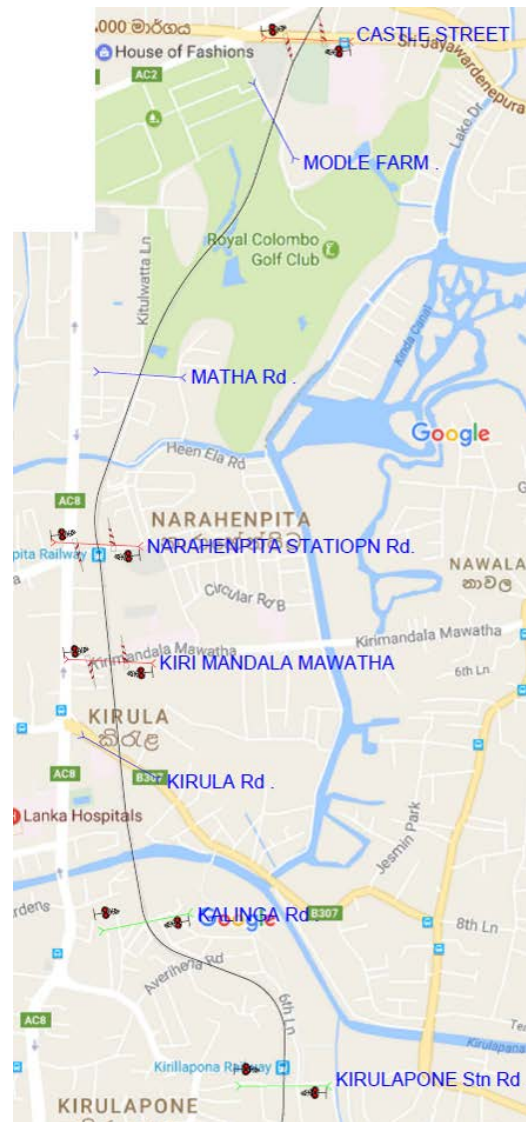 .000 මාර්ගය
CASTLE STREET
House of Fashions
Sri Jayawardenepura
AC2
Lake Dr
MODLE FARM .
Royal Colombo
Golf Club
Kitulwatta Ln
Kinda Canal
MATHA Rd .
Google
Heen Ela Rd
AC8
NARAHENPITA
NARAHENPITA STATIOPN Rd.
pita Railway
NAWALA
නාවල
Circular Rd B
Kirimandala Mawatha
Kirimandala Mawatha
KIRI MANDALA MAWATHA
6th Ln
KIRULA
කිරුළ
KIRULA Rd .
B307
AC8
Lanka Hospitals
Jesmin Park
KALINGA Rd .
Google
B307
8th Ln
rdens
Averihena Rd
6th Ln
AC8
Kirulapana
Kirillapona Railway
KIRULAPONE Stn Rd
KIRULAPONE